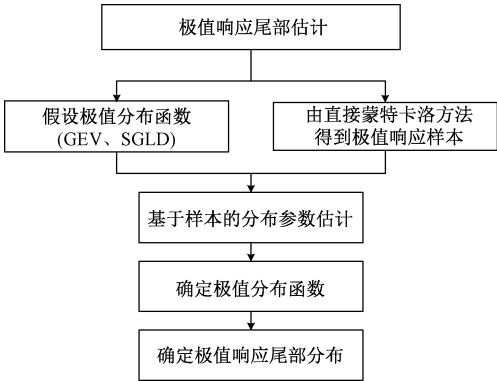 极值响应尾部估计
假设极值分布函数
(GEV、SGLD)
由直接蒙特卡洛方法
得到极值响应样本
基于样本的分布参数估计
确定极值分布函数
确定极值响应尾部分布